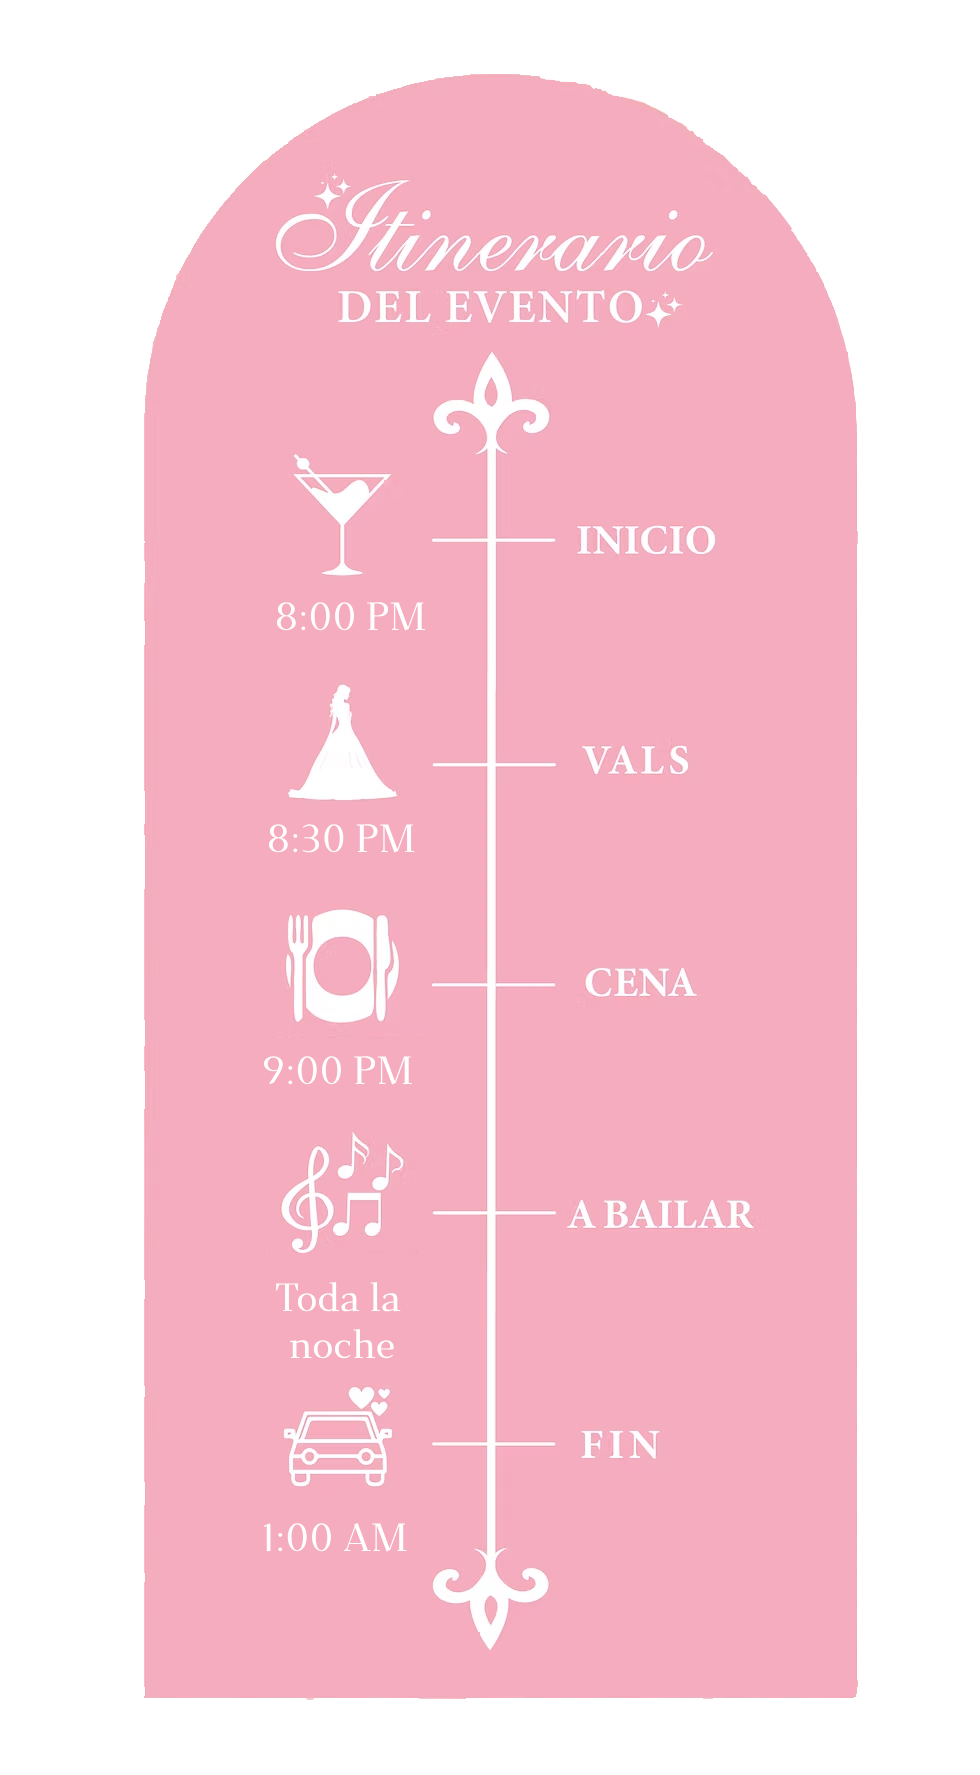 Itinerario
DEL EVENTO
INICIO
8:00 PM
VALS
8:30 PM
CENA
9:00 PM
A BAILAR
Toda la
noche
FIN
1:00 AM